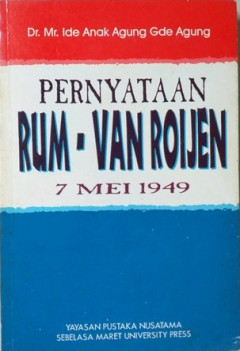 Dr. Mr. Ide Anak Agung Gde Agung
PERNYATAAN
RUM - VAN ROIJEN
7 MEI 1949
YAYASAN PUSTAKA NUSATAMA
SEBELAS MARET UNIVERSITY PRESS